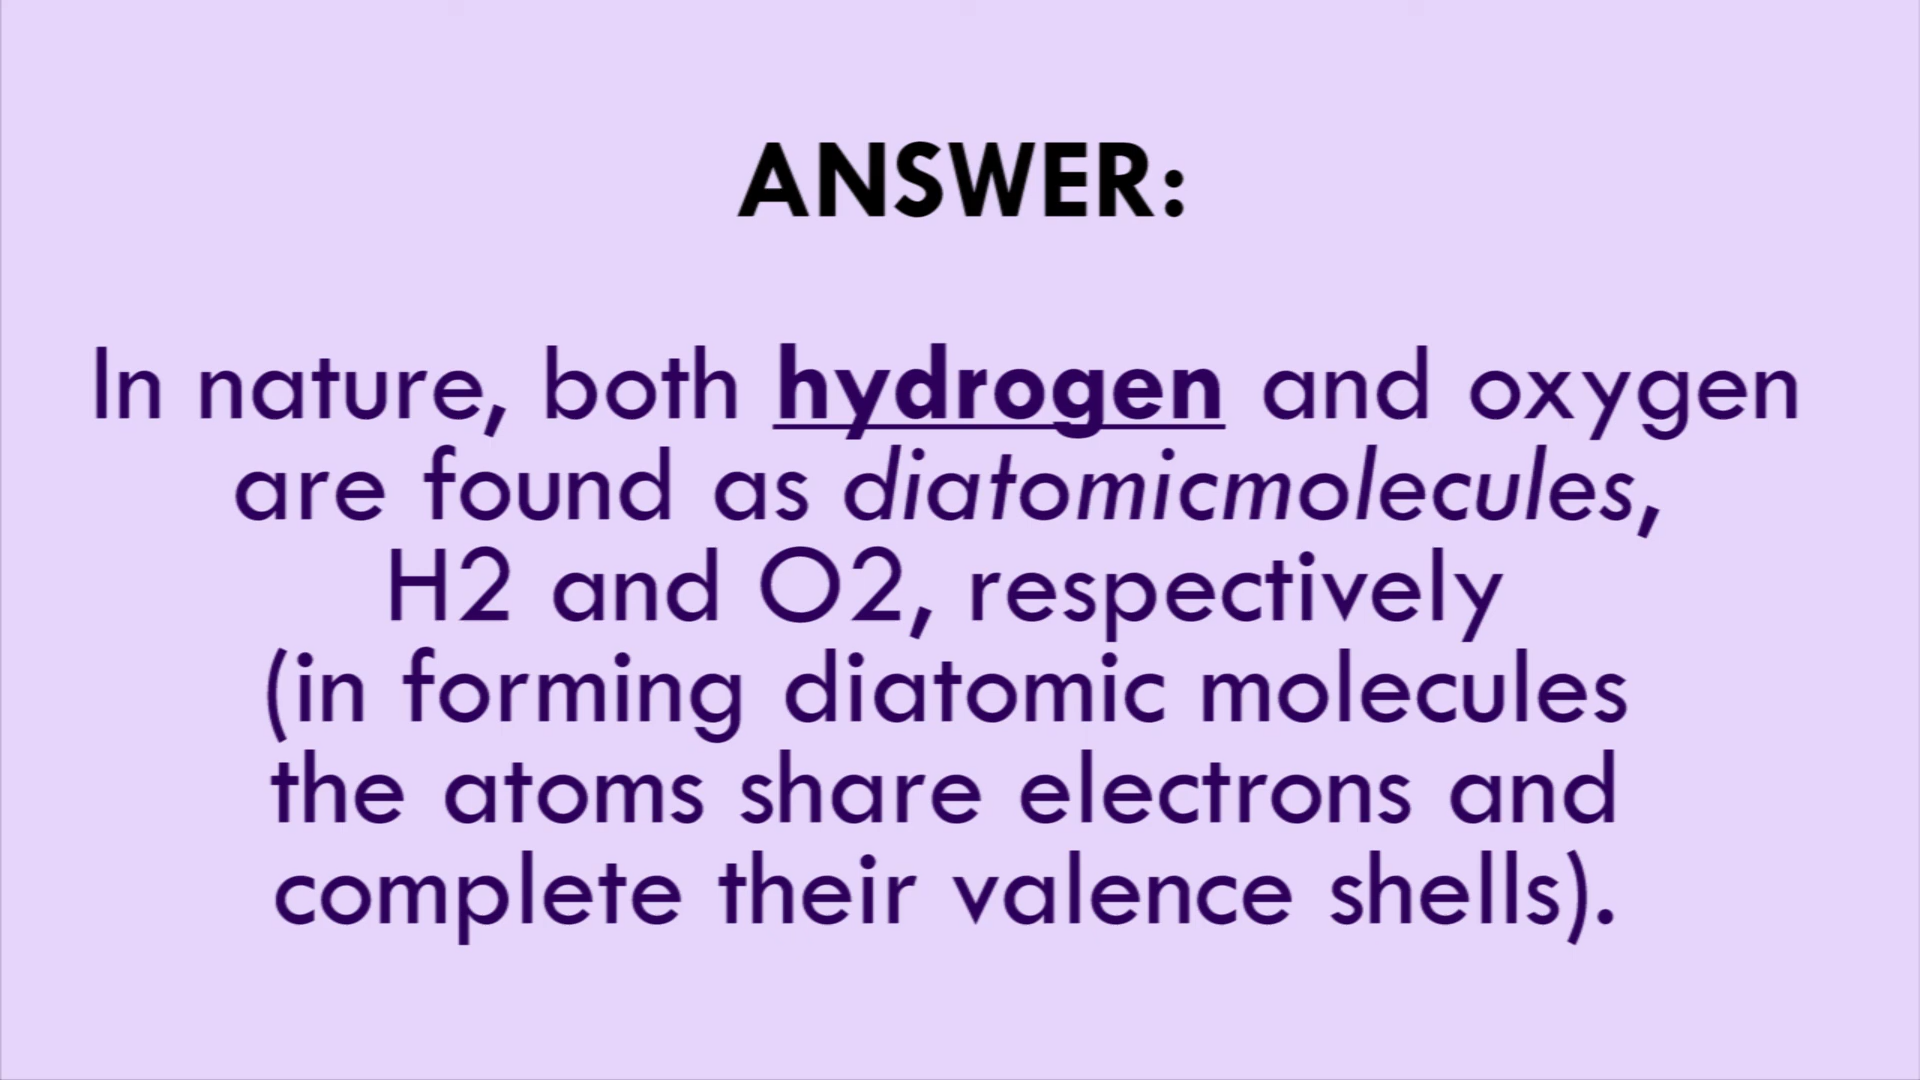 ANSWER:
In nature, both hydrogen and oxygen
are found as diatomicmolecules,
H2 and O2, respectively
(in forming diatomic molecules
the atoms share electrons and
complete their valence shells).